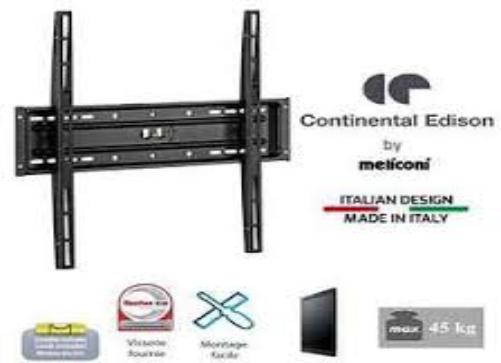 Continental Edison
by
meliconi
ITALIAN DESIGN
MADE IN ITALY
Visserie
fournie
Montage
facile
max 45 kg